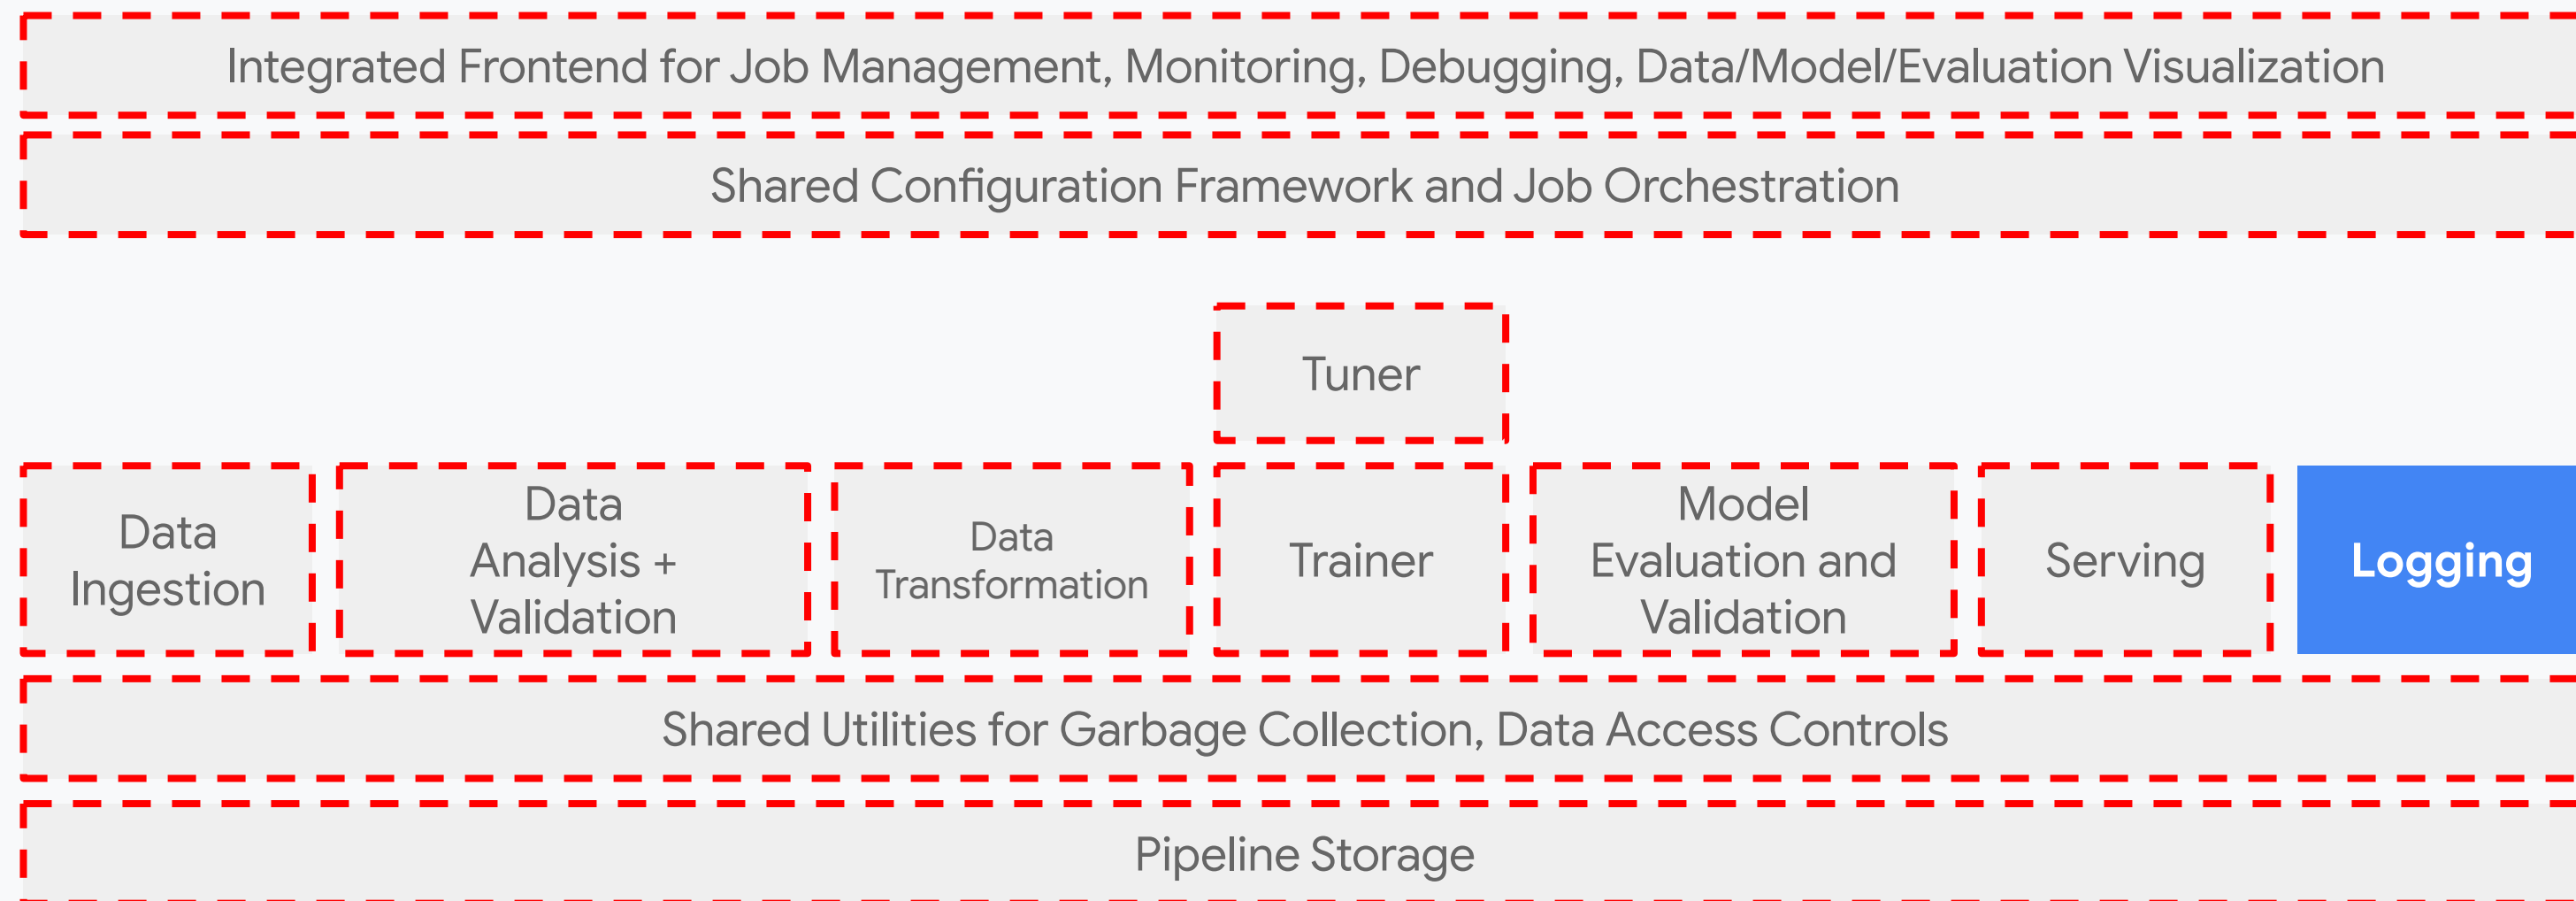 Integrated Frontend for Job Management, Monitoring, Debugging, Data/Model/Evaluation Visualization
Shared Configuration Framework and Job Orchestration
Tuner
Data
Ingestion
Data
Analysis +
Validation
Data
Transformation
Trainer
Model
Evaluation and
Validation
Serving
Logging
Shared Utilities for Garbage Collection, Data Access Controls
Pipeline Storage